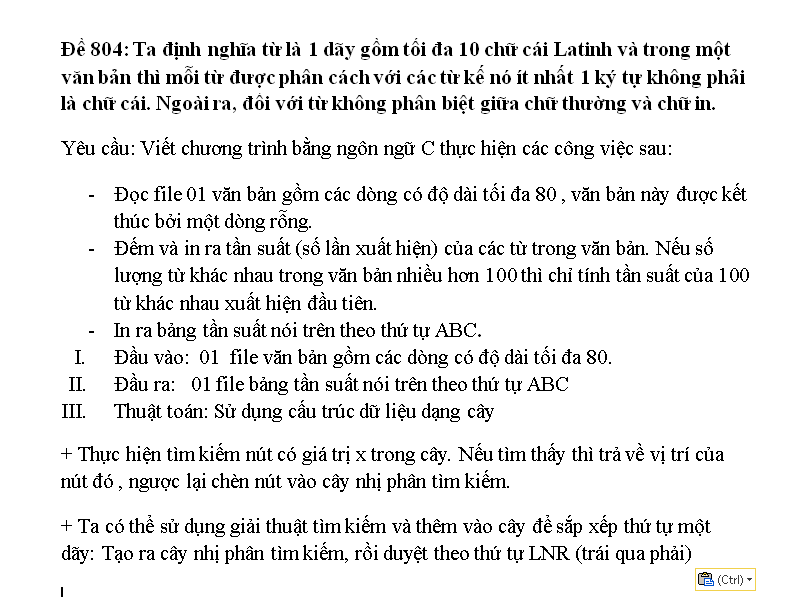 Đề 804: Ta định nghĩa từ là 1 dãy gồm tối đa 10 chữ cái Latinh và trong một
văn bản thì mỗi từ được phân cách với các từ kế nó ít nhất 1 ký tự không phải
là chữ cái. Ngoài ra, đối với từ không phân biệt giữa chữ thường và chữ in.
Yêu cầu: Viết chương trình bằng ngôn ngữ C thực hiện các công việc sau:
- Đọc file 01 văn bản gồm các dòng có độ dài tối đa 80 , văn bản này được kết
thúc bởi một dòng rỗng.
- Đếm và in ra tần suất (số lần xuất hiện) của các từ trong văn bản. Nếu số
lượng từ khác nhau trong văn bản nhiều hơn 100 thì chỉ tính tần suất của 100
từ khác nhau xuất hiện đầu tiên.
- In ra bảng tần suất nói trên theo thứ tự ABC.
I. Đầu vào: 01 file văn bản gồm các dòng có độ dài tối đa 80.
II. Đầu ra: 01 file bảng tần suất nói trên theo thứ tự ABC
III. Thuật toán: Sử dụng cấu trúc dữ liệu dạng cây
+ Thực hiện tìm kiếm nút có giá trị x trong cây. Nếu tìm thấy thì trả về vị trí của
nút đó , ngược lại chèn nút vào cây nhị phân tìm kiếm.
+ Ta có thể sử dụng giải thuật tìm kiếm và thêm vào cây để sắp xếp thứ tự một
dãy: Tạo ra cây nhị phân tìm kiếm, rồi duyệt theo thứ tự LNR (trái qua phải)
(Ctrl)